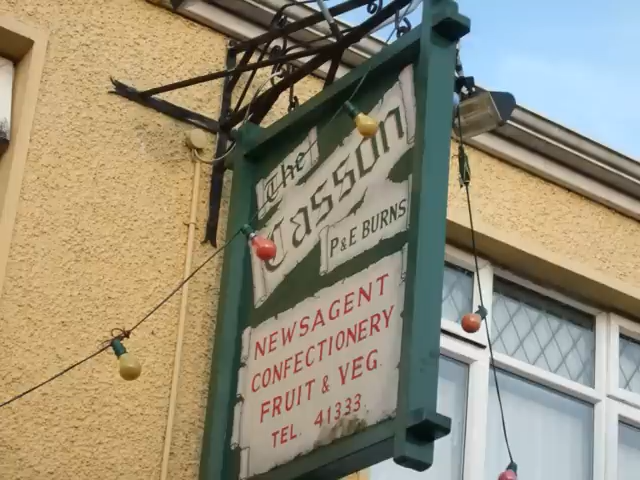 The
Casson
P & E BURNS
NEWSAGENT
CONFECTIONERY
FRUIT & VEG.
TEL. 41333.